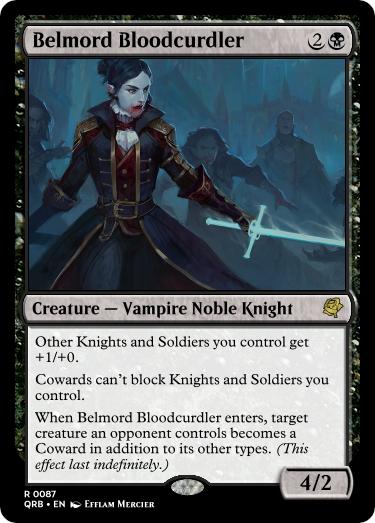 Belmord Bloodcurdler 2
Creature — Vampire Noble Knight
Other Knights and Soldiers you control get
+1/+0.
Cowards can't block Knights and Soldiers you
control.
When Belmord Bloodcurdler enters, target
creature an opponent controls becomes a
Coward in addition to its other types. (This
effect last indefinitely.)
4/2
R 0087
QRB • EN Efflam Mercier